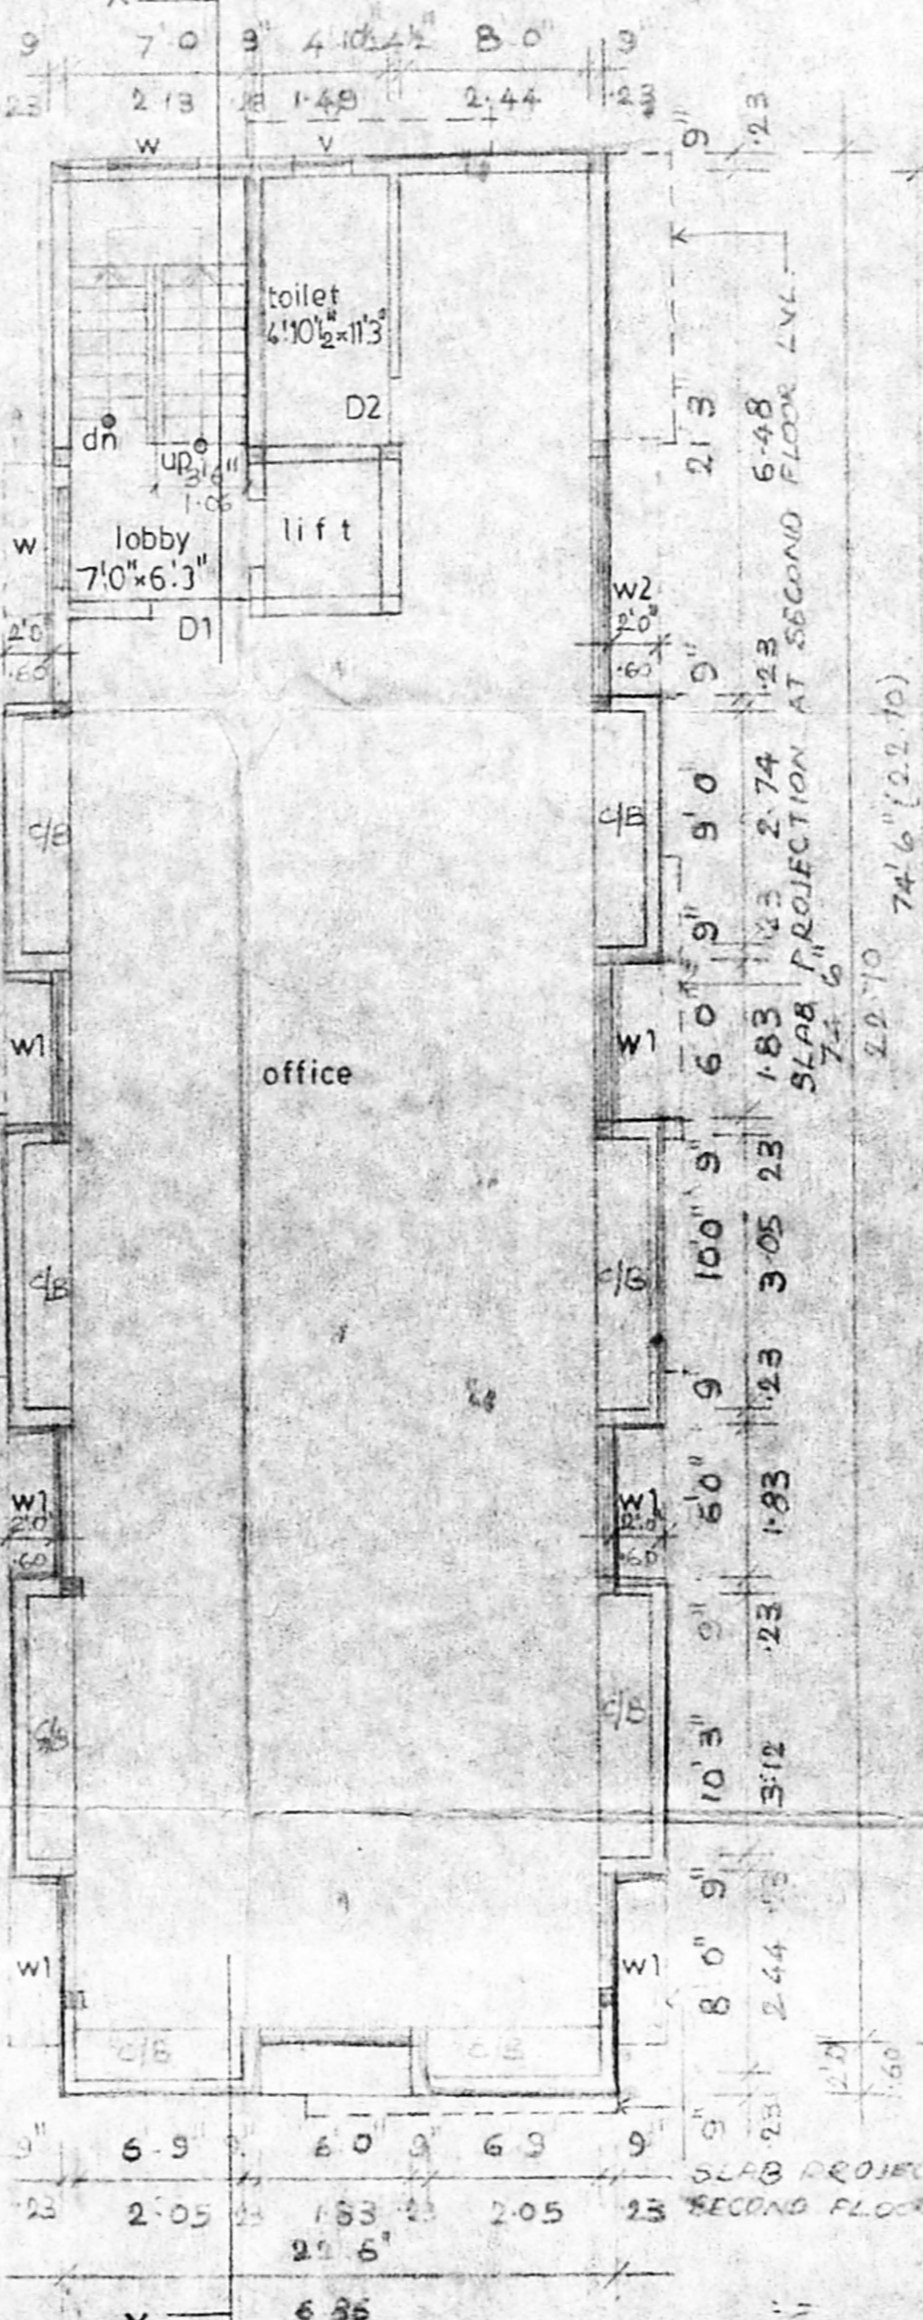 9 7'0 9" 4'10½ 4½" 8'0" 9"
23 2·13 ·23 1·49 2·44 ·23
w v
9" ·23
toilet
4'10½"×11'3"
D2
dn
up
3'6"
1·06
lift
lobby
7'0"×6'3"
D1
w
2'0"
·60
w2
2'0"
·60
21'3 6·48
9" ·23
SLAB PROJECTION AT SECOND FLOOR LVL.
c/B
c/B
9'0 2·74
9" ·23
74'6"(22·70)
74'6"
22·70
w1
w1
6'0" 1·83
office
9" 23
c/B
c/B
10'0" 3·05
9" ·23
w1
2'0"
·60
w1
2'0"
·60
6'0" 1·83
9" ·23
c/B
c/B
10'3" 3·12
9" ·23
w1
w1
8'0" 2·44
c/B c/B
2'0 ·60
9" ·23
9" 6·9" 9" 6'0" 9" 6·9 9"
·23 2·05 23 1·83 ·23 2·05 23
SLAB PROJEC
SECOND FLOO
22'6"
6·86